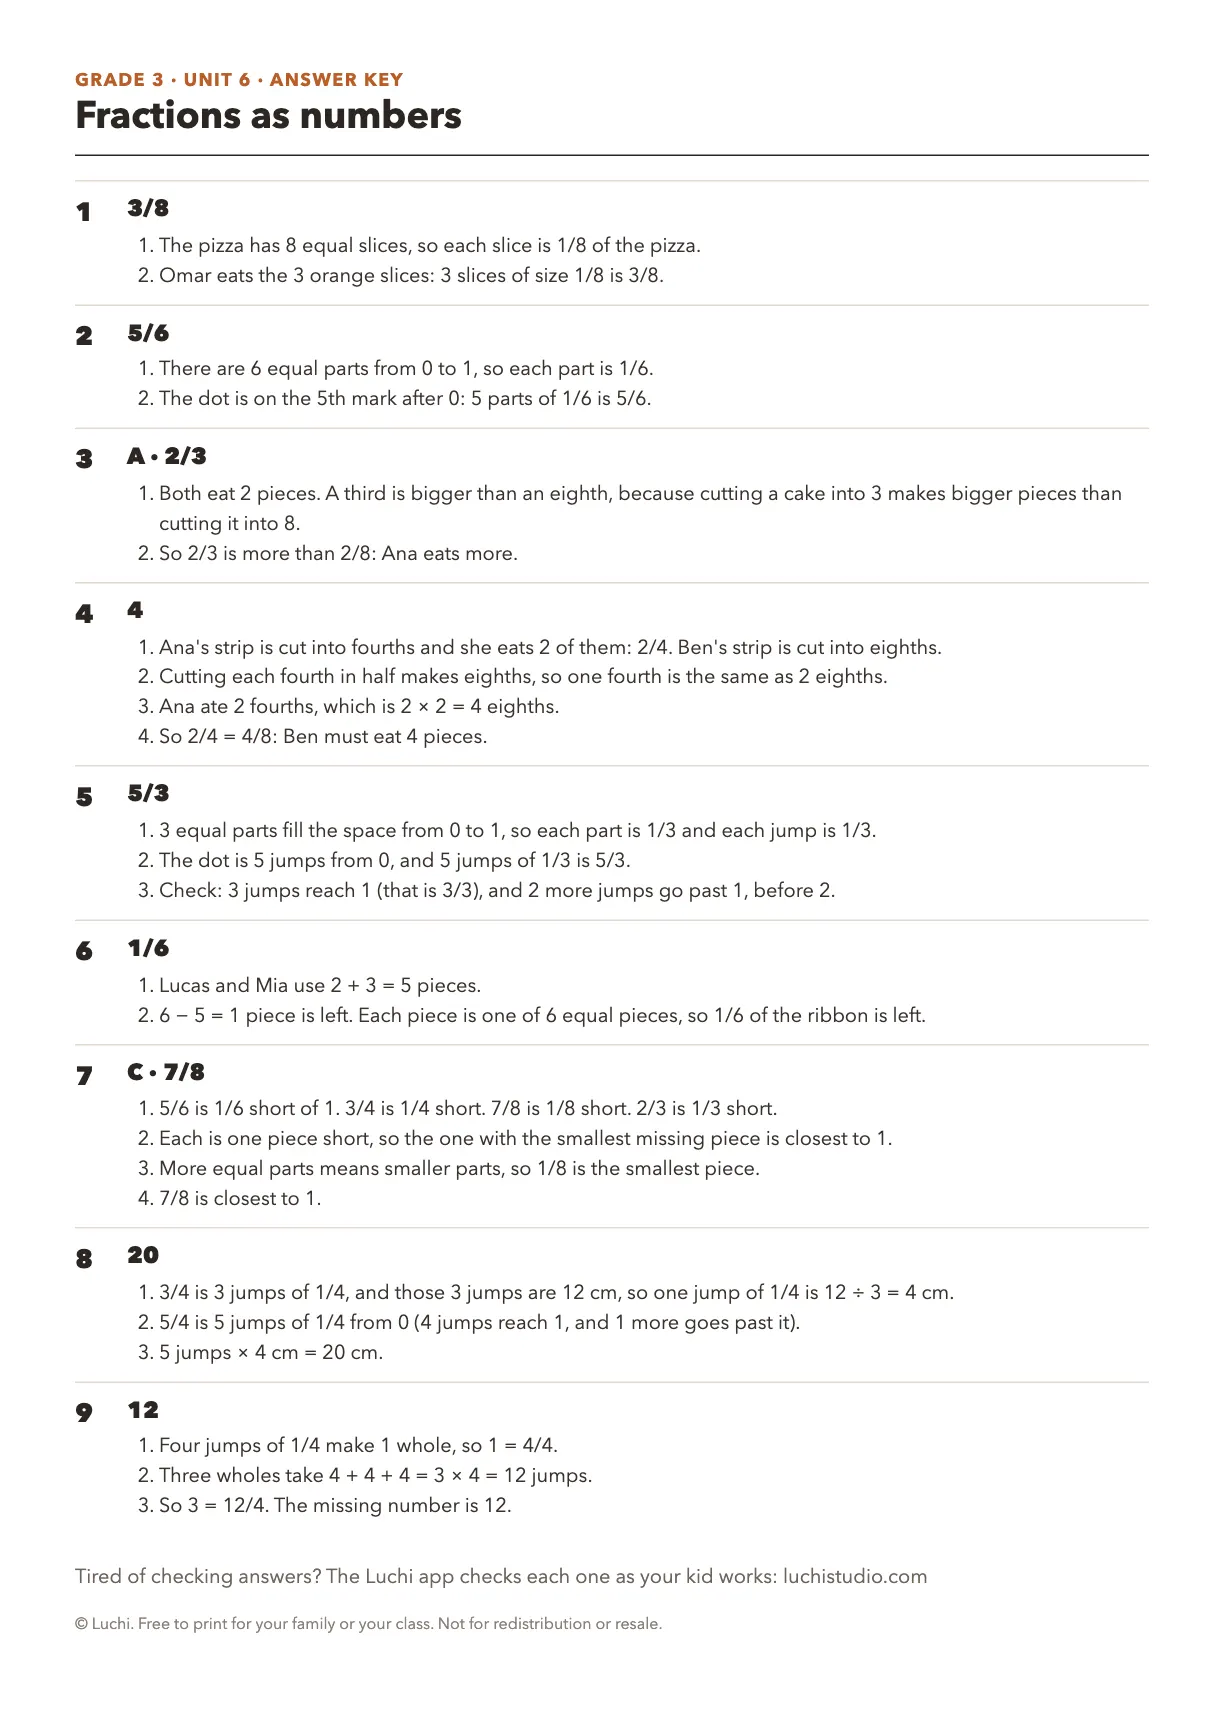 GRADE 3 · UNIT 6 · ANSWER KEY
Fractions as numbers
1 3/8
1. The pizza has 8 equal slices, so each slice is 1/8 of the pizza.
2. Omar eats the 3 orange slices: 3 slices of size 1/8 is 3/8.
2 5/6
1. There are 6 equal parts from 0 to 1, so each part is 1/6.
2. The dot is on the 5th mark after 0: 5 parts of 1/6 is 5/6.
3 A · 2/3
1. Both eat 2 pieces. A third is bigger than an eighth, because cutting a cake into 3 makes bigger pieces than
cutting it into 8.
2. So 2/3 is more than 2/8: Ana eats more.
4 4
1. Ana's strip is cut into fourths and she eats 2 of them: 2/4. Ben's strip is cut into eighths.
2. Cutting each fourth in half makes eighths, so one fourth is the same as 2 eighths.
3. Ana ate 2 fourths, which is 2 × 2 = 4 eighths.
4. So 2/4 = 4/8: Ben must eat 4 pieces.
5 5/3
1. 3 equal parts fill the space from 0 to 1, so each part is 1/3 and each jump is 1/3.
2. The dot is 5 jumps from 0, and 5 jumps of 1/3 is 5/3.
3. Check: 3 jumps reach 1 (that is 3/3), and 2 more jumps go past 1, before 2.
6 1/6
1. Lucas and Mia use 2 + 3 = 5 pieces.
2. 6 − 5 = 1 piece is left. Each piece is one of 6 equal pieces, so 1/6 of the ribbon is left.
7 C · 7/8
1. 5/6 is 1/6 short of 1. 3/4 is 1/4 short. 7/8 is 1/8 short. 2/3 is 1/3 short.
2. Each is one piece short, so the one with the smallest missing piece is closest to 1.
3. More equal parts means smaller parts, so 1/8 is the smallest piece.
4. 7/8 is closest to 1.
8 20
1. 3/4 is 3 jumps of 1/4, and those 3 jumps are 12 cm, so one jump of 1/4 is 12 ÷ 3 = 4 cm.
2. 5/4 is 5 jumps of 1/4 from 0 (4 jumps reach 1, and 1 more goes past it).
3. 5 jumps × 4 cm = 20 cm.
9 12
1. Four jumps of 1/4 make 1 whole, so 1 = 4/4.
2. Three wholes take 4 + 4 + 4 = 3 × 4 = 12 jumps.
3. So 3 = 12/4. The missing number is 12.
Tired of checking answers? The Luchi app checks each one as your kid works: luchistudio.com
© Luchi. Free to print for your family or your class. Not for redistribution or resale.